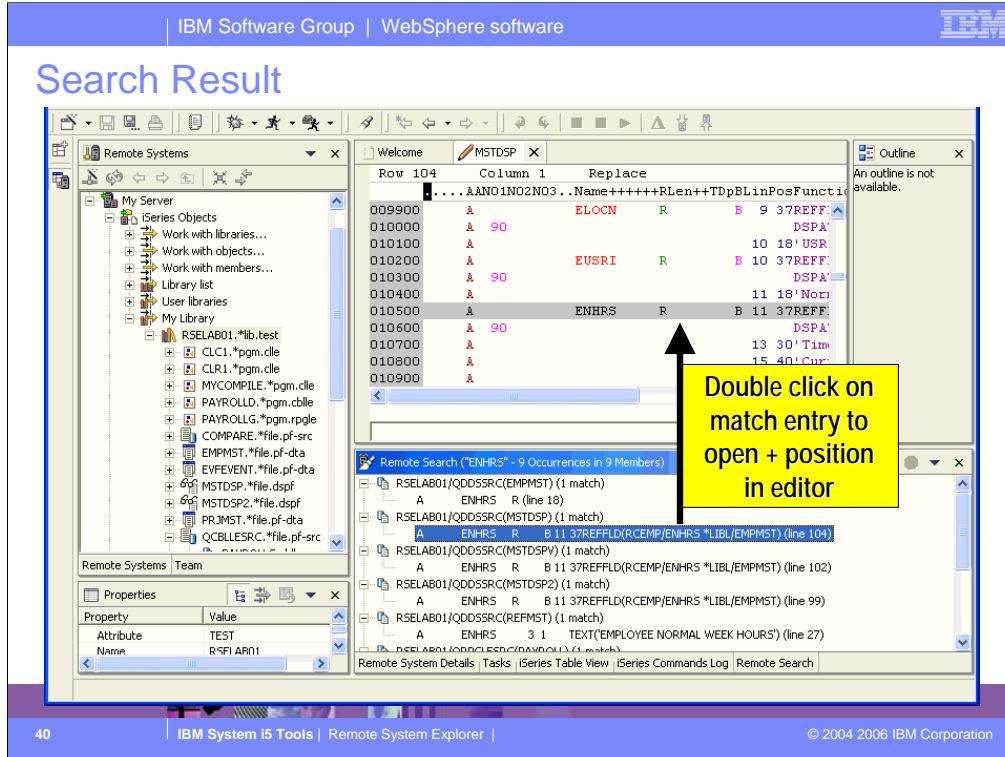 IBM Software Group | WebSphere software
IBM
Search Result
Remote Systems
My Server
iSeries Objects
Work with libraries...
Work with objects...
Work with members...
Library list
User libraries
My Library
RSELAB01.*lib.test
CLC1.*pgm.clle
CLR1.*pgm.clle
MYCOMPILE.*pgm.clle
PAYROLLD.*pgm.cblle
PAYROLLG.*pgm.rpgle
COMPARE.*file.pf-src
EMPMST.*file.pf-dta
EVFEVENT.*file.pf-dta
MSTDSP.*file.dspf
MSTDSP2.*file.dspf
PRJMST.*file.pf-dta
QCBLLESRC.*file.pf-src
Remote Systems Team
Properties
Property Value
Attribute TEST
Name RSELAB01
Welcome MSTDSP
Row 104 Column 1 Replace
.....AAN01N02N03..Name++++++RLen++TDpBLinPosFunctio
009900 A ELOCN R B 9 37REFF
010000 A 90 DSPA
010100 A 10 18'USR
010200 A EUSRI R B 10 37REFF
010300 A 90 DSPA
010400 A 11 18'Nor
010500 A ENHRS R B 11 37REFF
010600 A 90 DSPA
010700 A 13 30'Tim
010800 A 15 40'Cur
010900 A
Outline
An outline is not
available.
Double click on
match entry to
open + position
in editor
Remote Search ("ENHRS" - 9 Occurrences in 9 Members)
RSELAB01/QDDSSRC(EMPMST) (1 match)
A ENHRS R (line 18)
RSELAB01/QDDSSRC(MSTDSP) (1 match)
A ENHRS R B 11 37REFFLD(RCEMP/ENHRS *LIBL/EMPMST) (line 104)
RSELAB01/QDDSSRC(MSTDSPV) (1 match)
A ENHRS R B 11 37REFFLD(RCEMP/ENHRS *LIBL/EMPMST) (line 102)
RSELAB01/QDDSSRC(MSTDSP2) (1 match)
A ENHRS R B 11 37REFFLD(RCEMP/ENHRS *LIBL/EMPMST) (line 99)
RSELAB01/QDDSSRC(REFMST) (1 match)
A ENHRS 3 1 TEXT('EMPLOYEE NORMAL WEEK HOURS') (line 27)
Remote System Details Tasks iSeries Table View iSeries Commands Log Remote Search
40 IBM System i5 Tools | Remote System Explorer | © 2004 2006 IBM Corporation